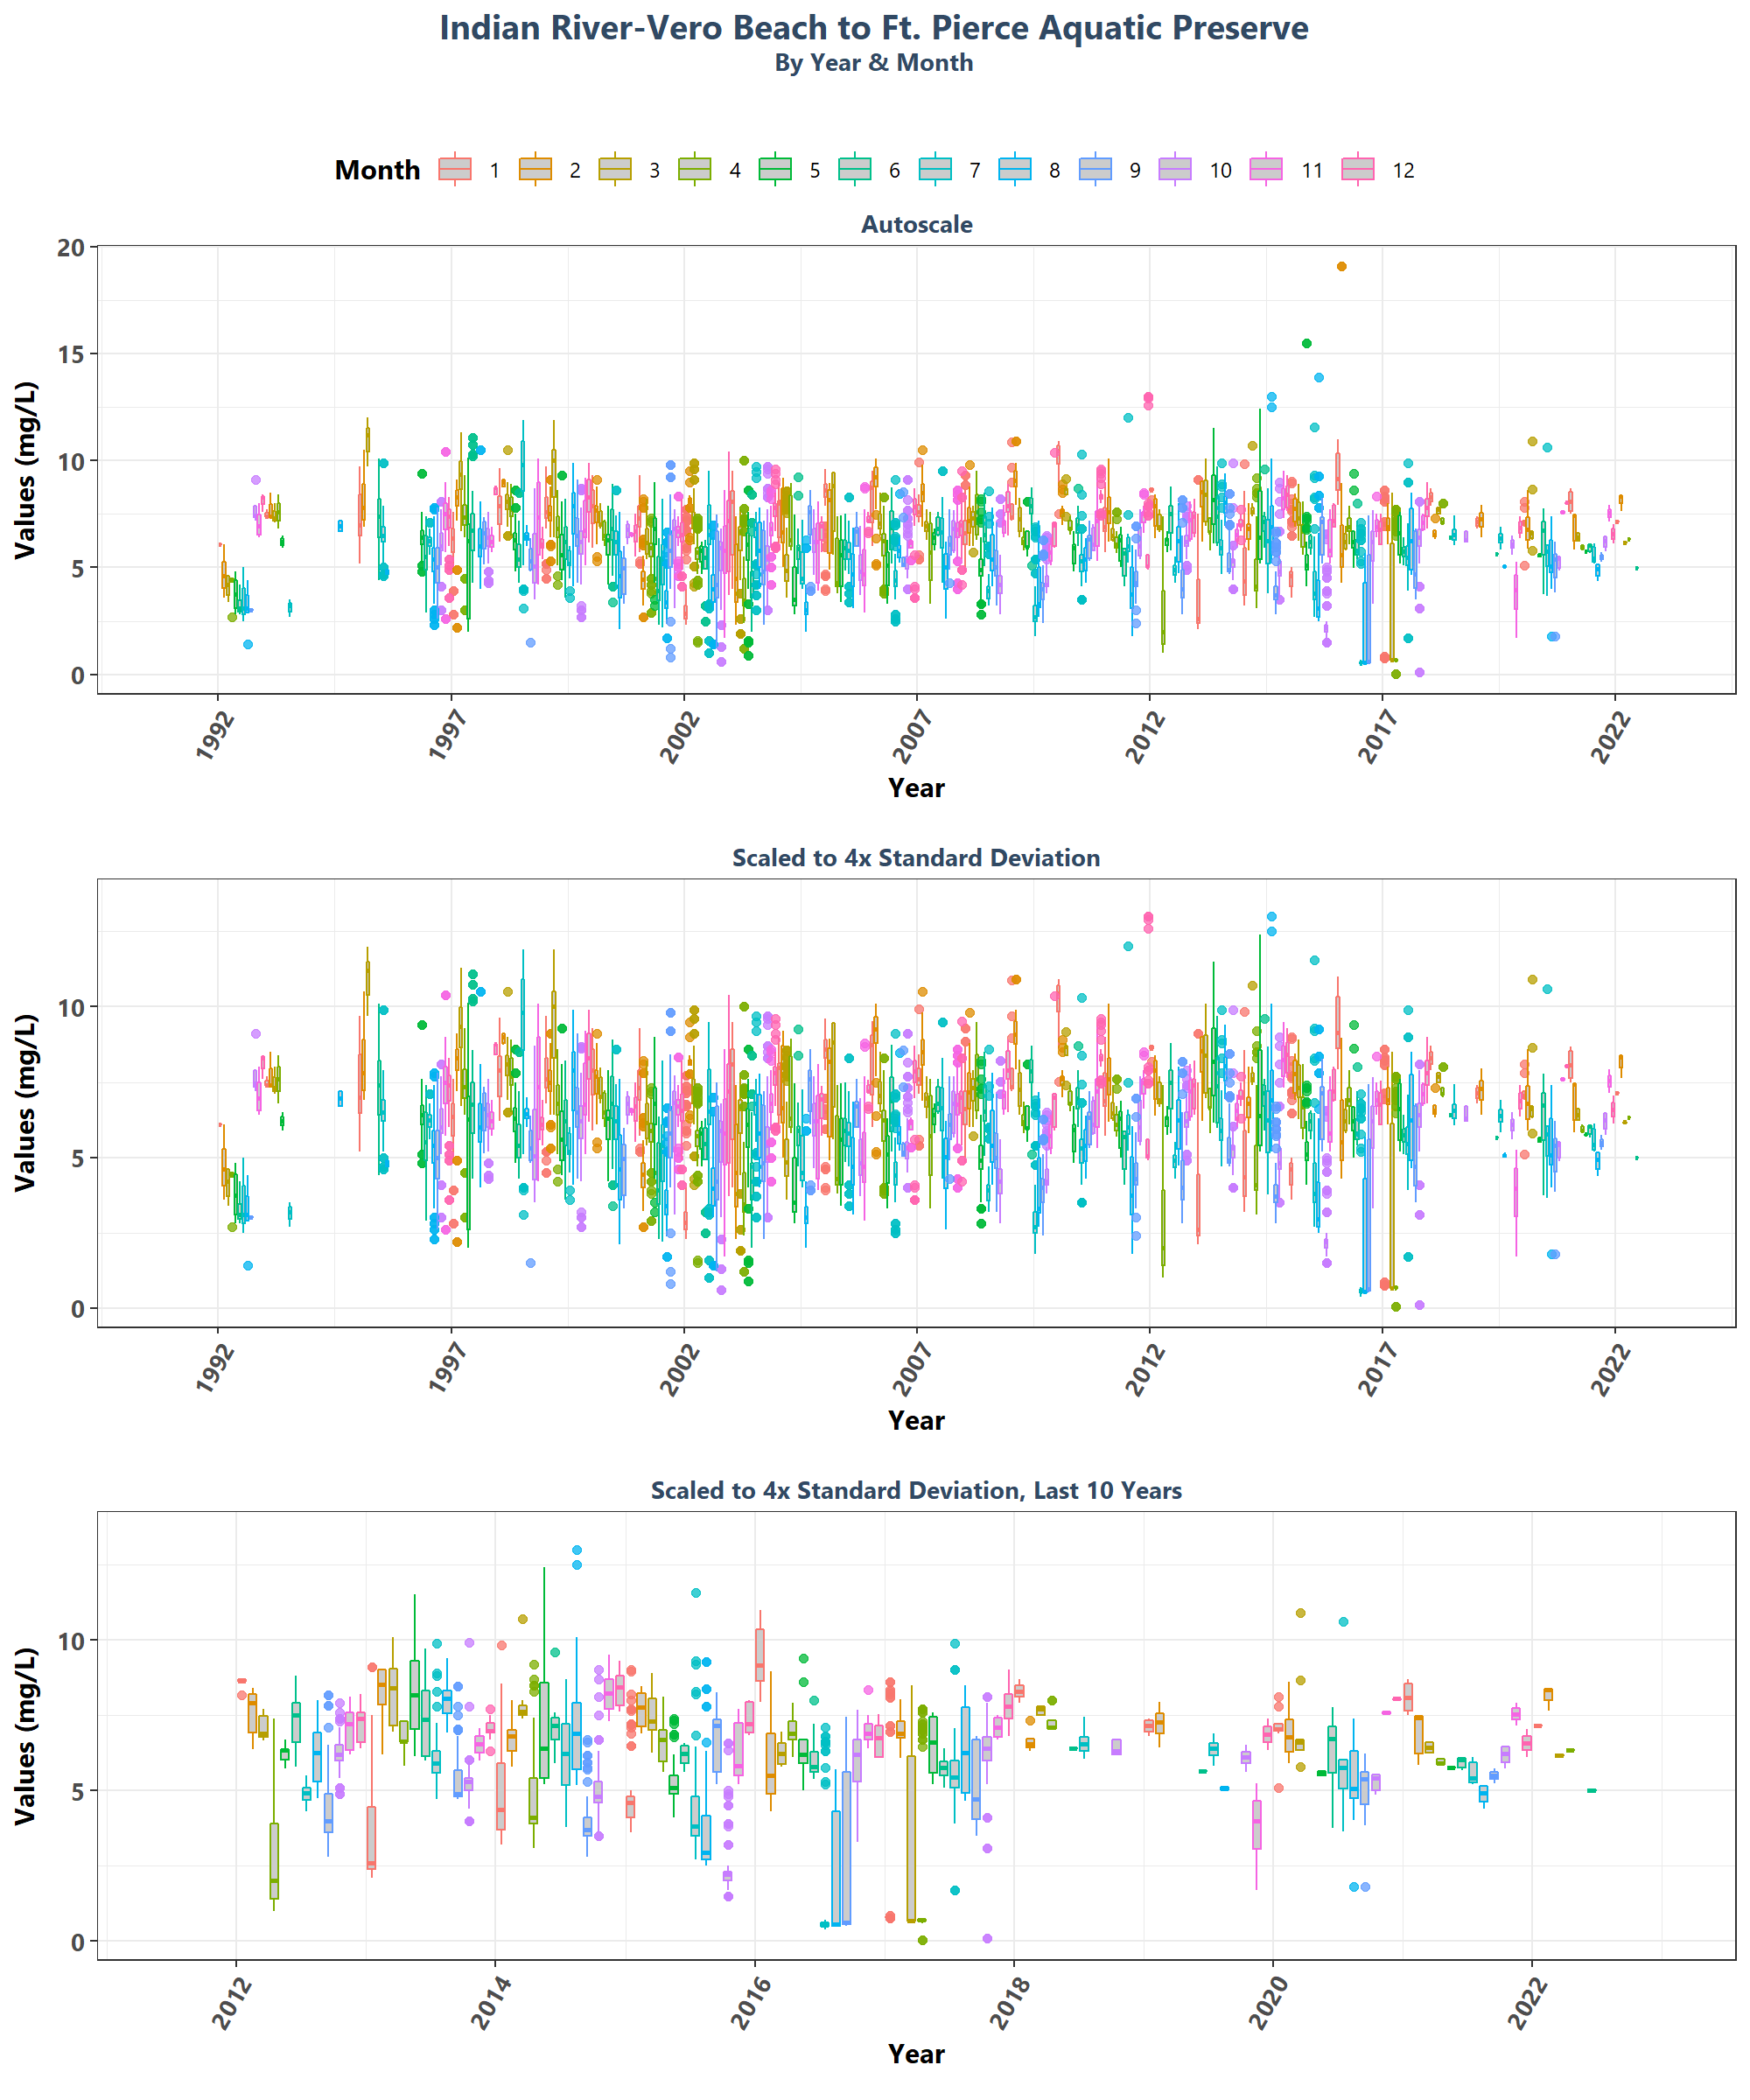 Indian River-Vero Beach to Ft. Pierce Aquatic Preserve
By Year & Month
Month 1 2 3 4 5 6 7 8 9 10 11 12
Autoscale
Values (mg/L)
20
15
10
5
0
1992 1997 2002 2007 2012 2017 2022
Year
Scaled to 4x Standard Deviation
Values (mg/L)
10
5
0
1992 1997 2002 2007 2012 2017 2022
Year
Scaled to 4x Standard Deviation, Last 10 Years
Values (mg/L)
10
5
0
2012 2014 2016 2018 2020 2022
Year